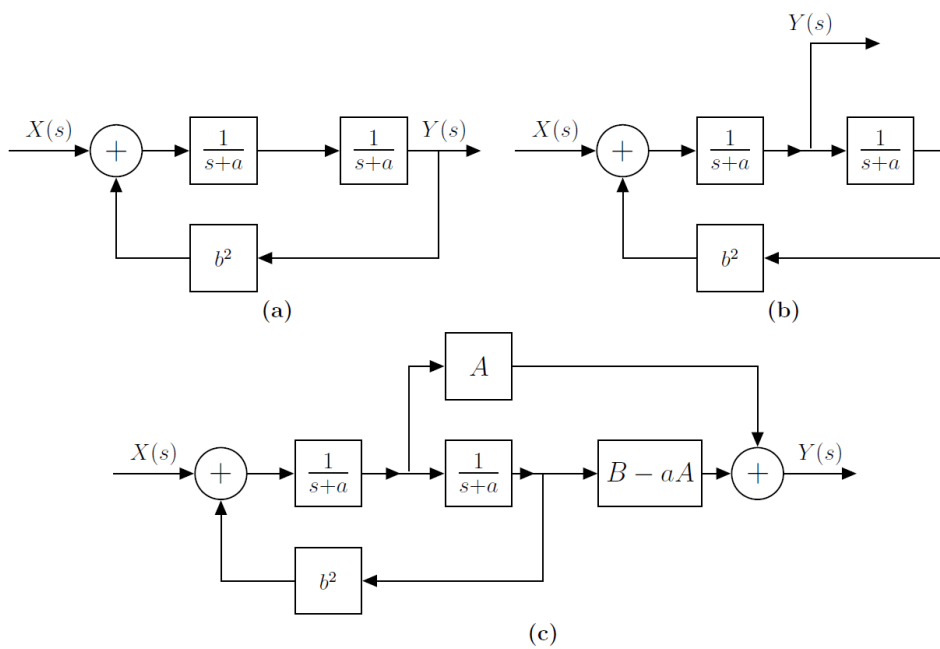 X(s) + 1/(s+a) 1/(s+a) Y(s)
b²
(a)
Y(s)
X(s) + 1/(s+a) 1/(s+a)
b²
(b)
A
X(s) + 1/(s+a) 1/(s+a) B − aA + Y(s)
b²
(c)